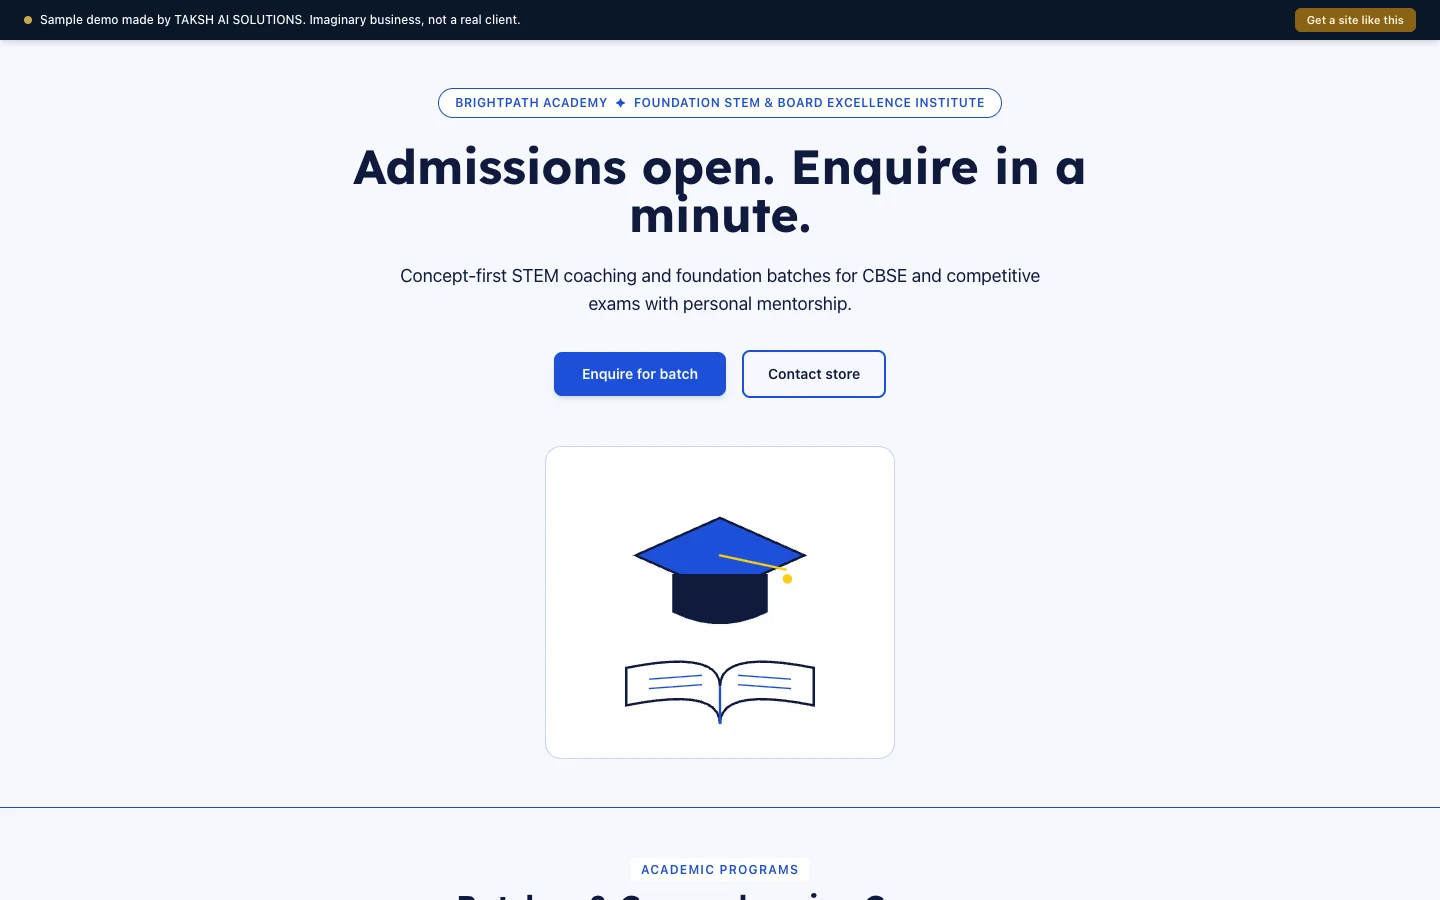 Sample demo made by TAKSH AI SOLUTIONS. Imaginary business, not a real client.
Get a site like this
BRIGHTPATH ACADEMY ✦ FOUNDATION STEM & BOARD EXCELLENCE INSTITUTE
Admissions open. Enquire in a
minute.
Concept-first STEM coaching and foundation batches for CBSE and competitive
exams with personal mentorship.
Enquire for batch
Contact store
ACADEMIC PROGRAMS